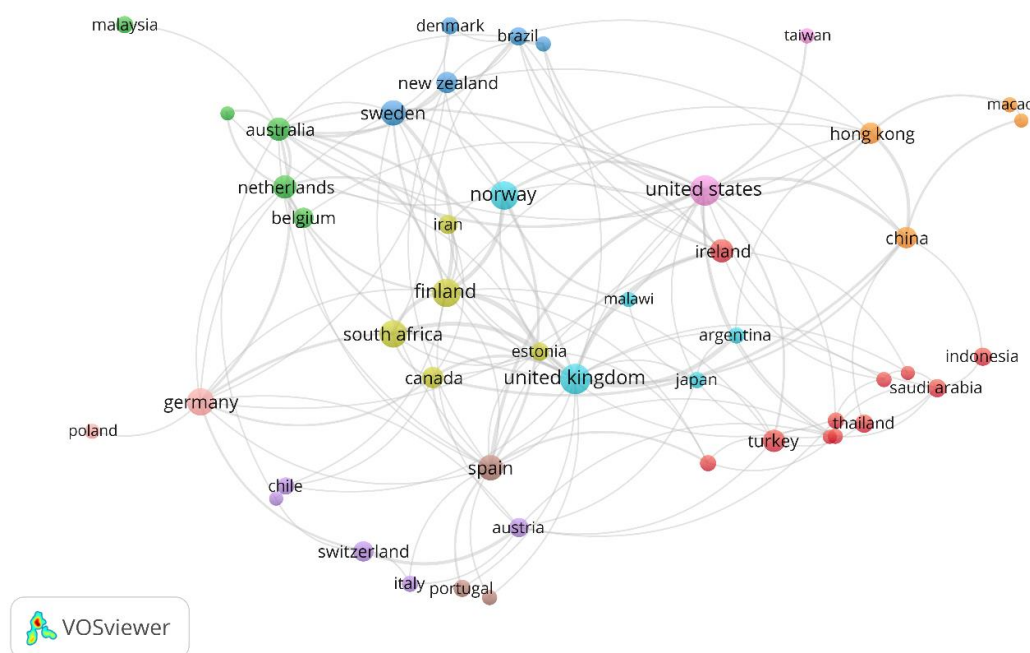 malaysia
denmark
brazil
taiwan
new zealand
macao
sweden
australia
hong kong
netherlands
norway
united states
belgium
iran
china
ireland
finland
malawi
south africa
argentina
estonia
indonesia
canada
united kingdom
japan
saudi arabia
germany
thailand
poland
turkey
spain
chile
austria
switzerland
italy
portugal
VOSviewer